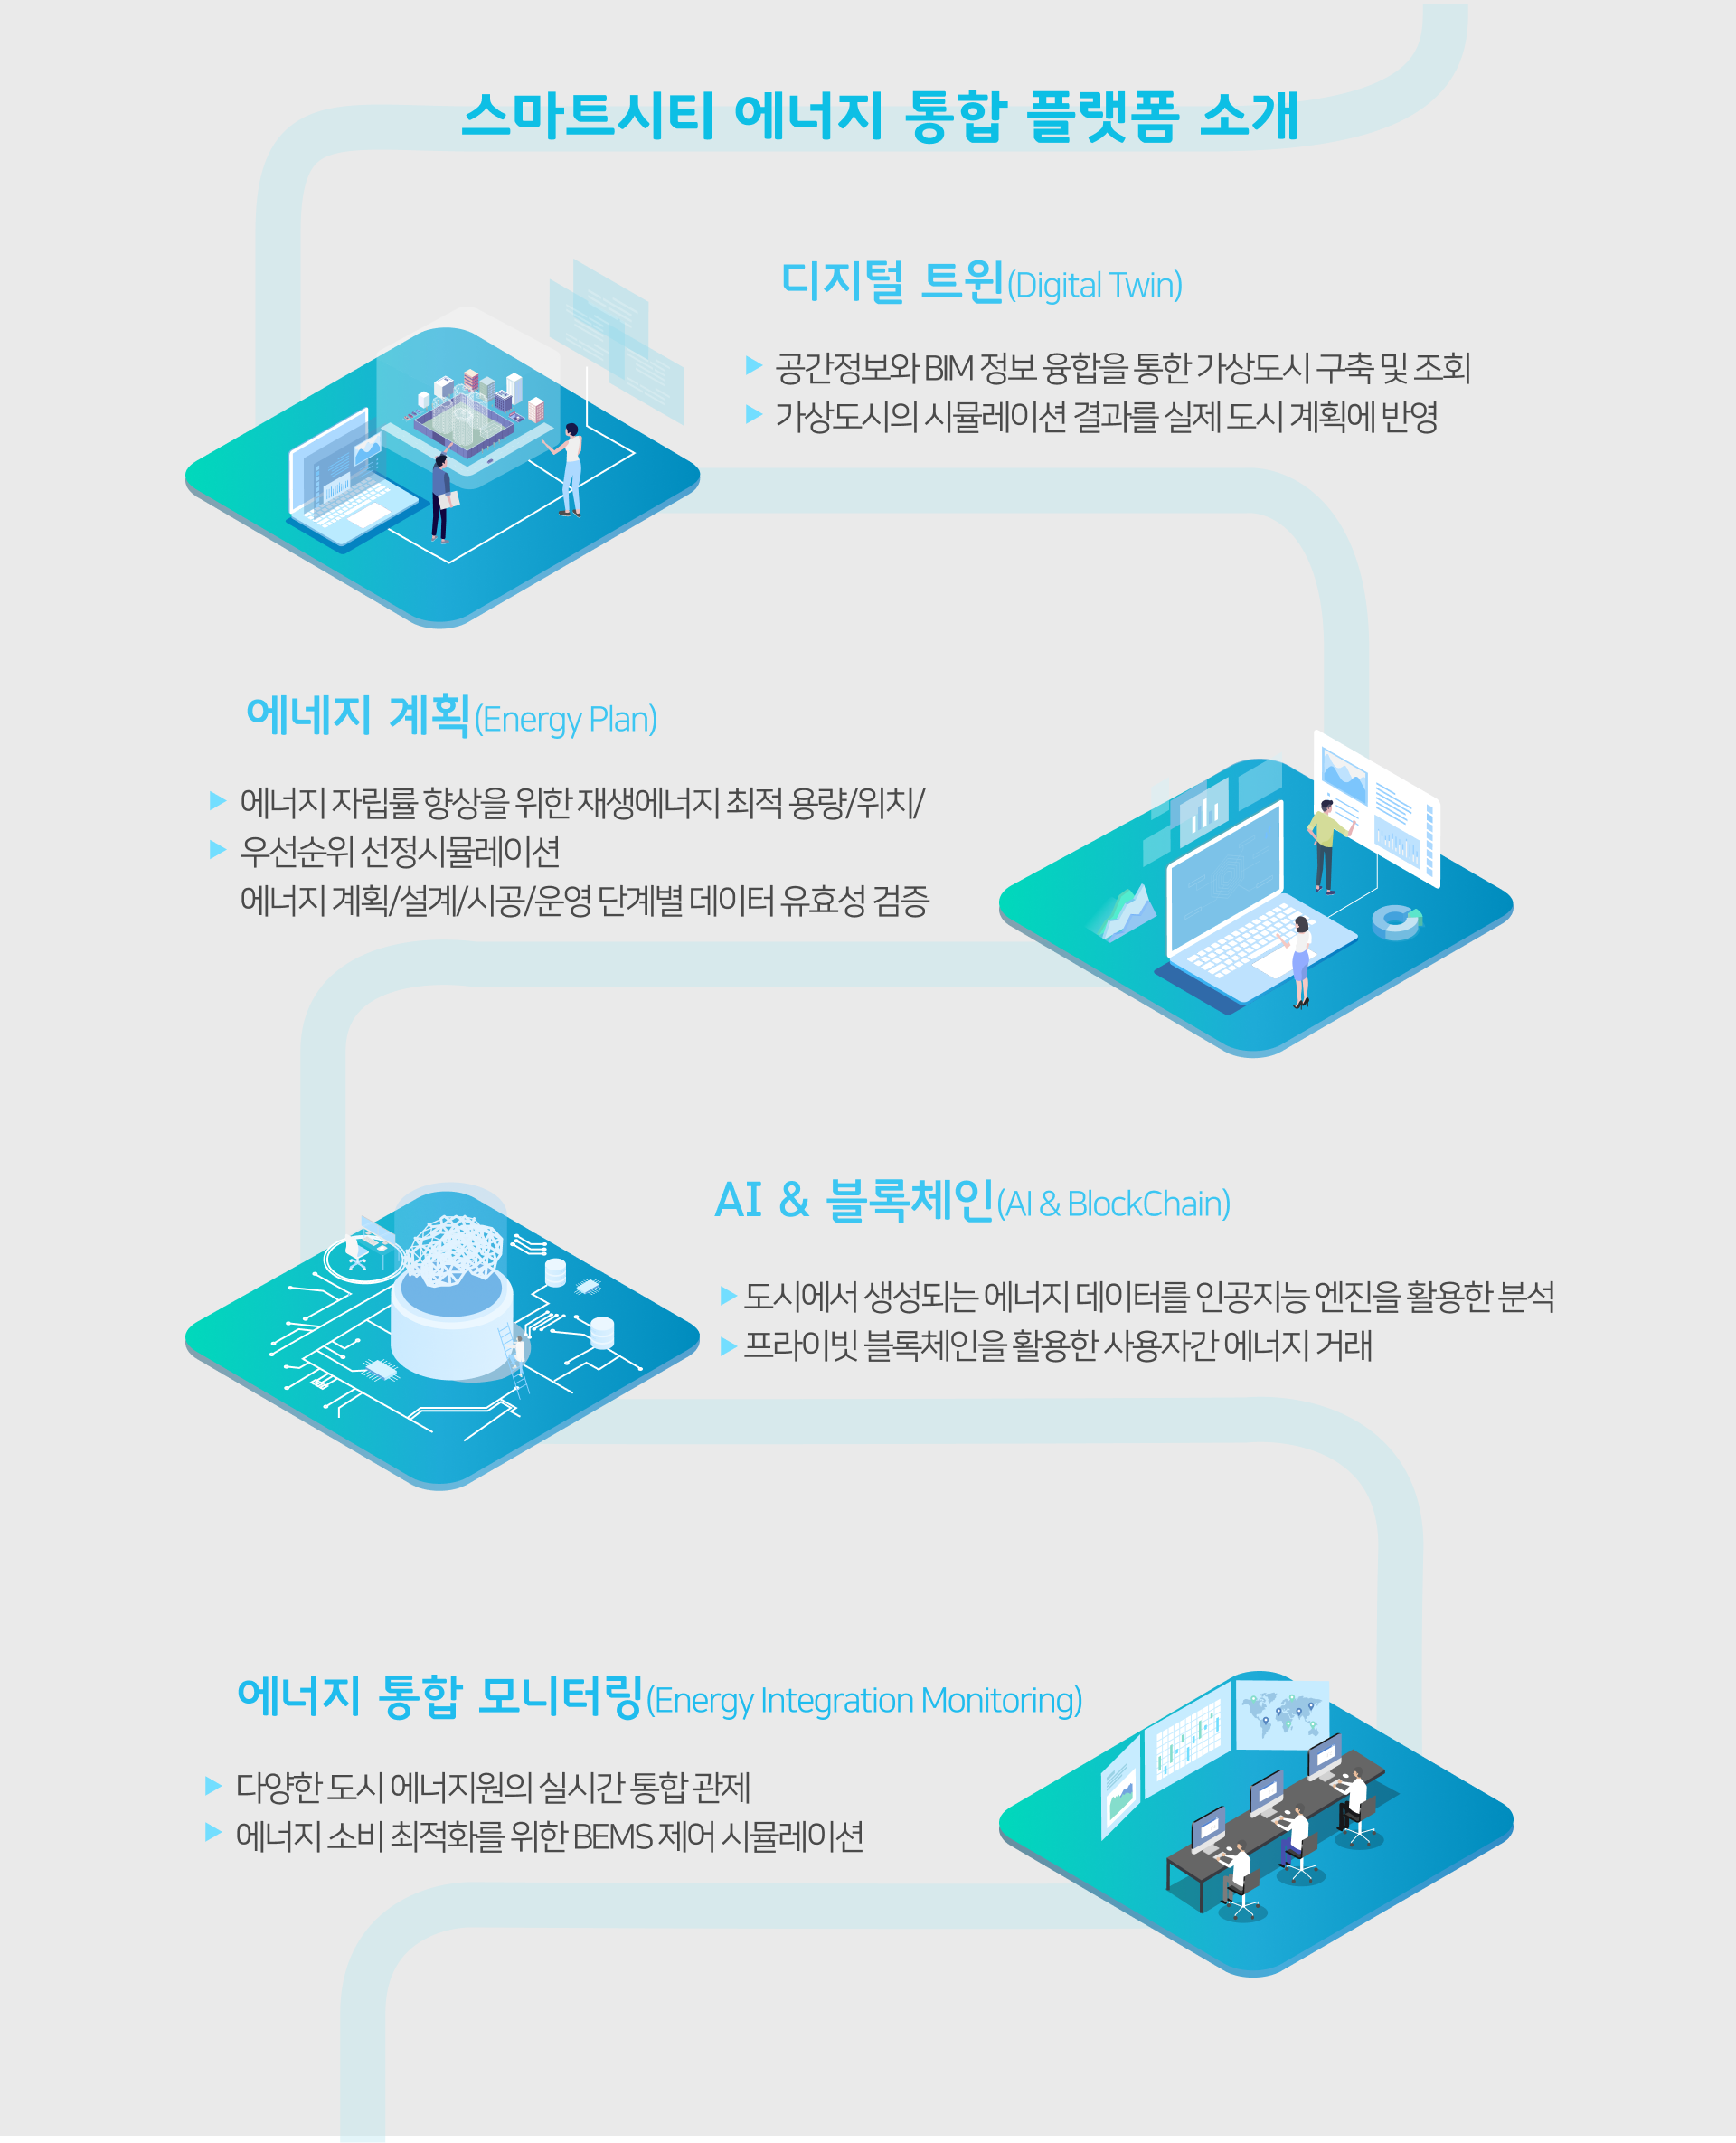 스마트시티 에너지 통합 플랫폼 소개
디지털 트윈(Digital Twin)
▶ 공간정보와 BIM 정보 융합을 통한 가상도시 구축 및 조회
▶ 가상도시의 시뮬레이션 결과를 실제 도시 계획에 반영
에네지 계획(Energy Plan)
▶ 에너지 자립률 향상을 위한 재생에너지 최적 용량/위치/
▶ 우선순위 선정시뮬레이션
에너지 계획/설계/시공/운영 단계별 데이터 유효성 검증
AI & 블록체인(AI & BlockChain)
▶ 도시에서 생성되는 에너지 데이터를 인공지능 엔진을 활용한 분석
▶ 프라이빗 블록체인을 활용한 사용자간 에너지 거래
에너지 통합 모니터링(Energy Integration Monitoring)
▶ 다양한 도시 에너지원의 실시간 통합 관제
▶ 에너지 소비 최적화를 위한 BEMS 제어 시뮬레이션